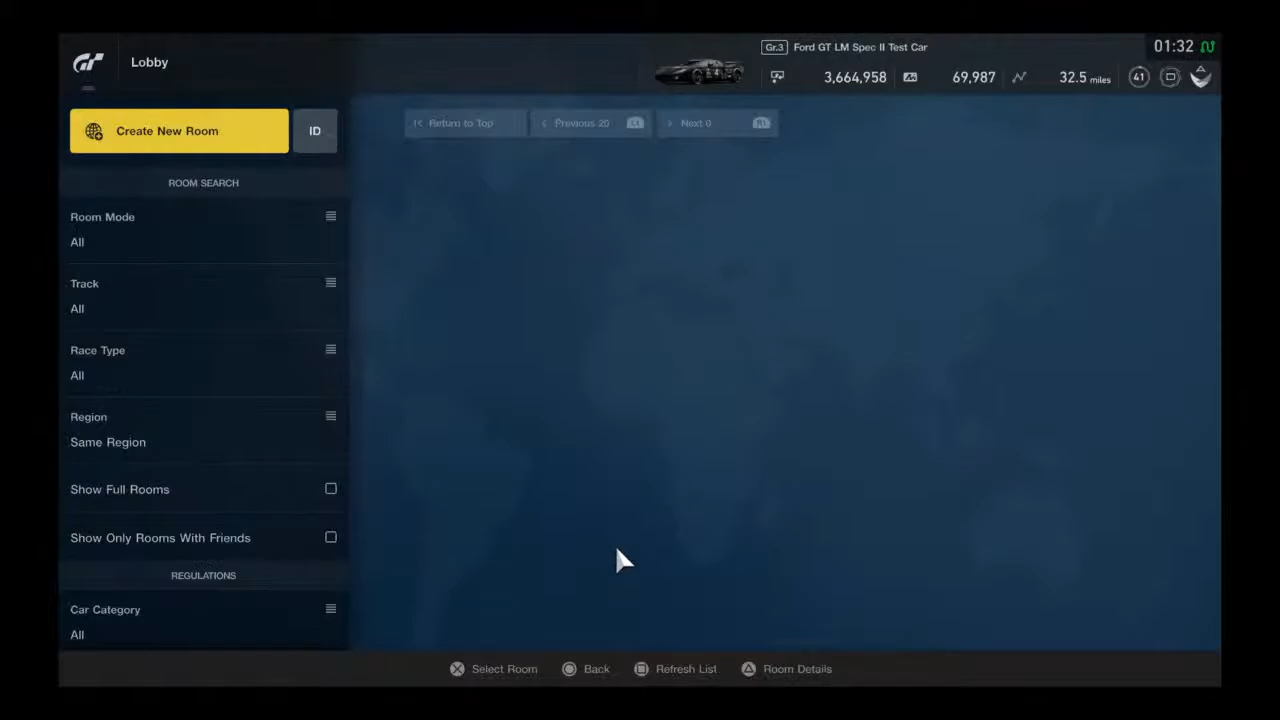 Lobby
Gr.3 Ford GT LM Spec II Test Car
01:32
3,664,958
69,987
32.5 miles
41
Create New Room
ID
Return to Top
Previous 20
Next 0
ROOM SEARCH
Room Mode
All
Track
All
Race Type
All
Region
Same Region
Show Full Rooms
Show Only Rooms With Friends
REGULATIONS
Car Category
All
Select Room
Back
Refresh List
Room Details